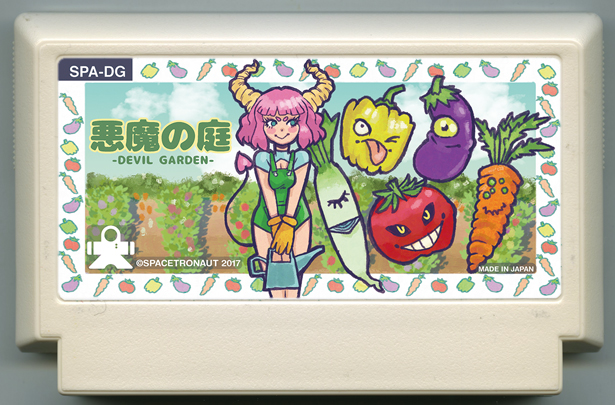 SPA-DG
悪魔の庭
-DEVIL GARDEN-
©SPACETRONAUT 2017
MADE IN JAPAN